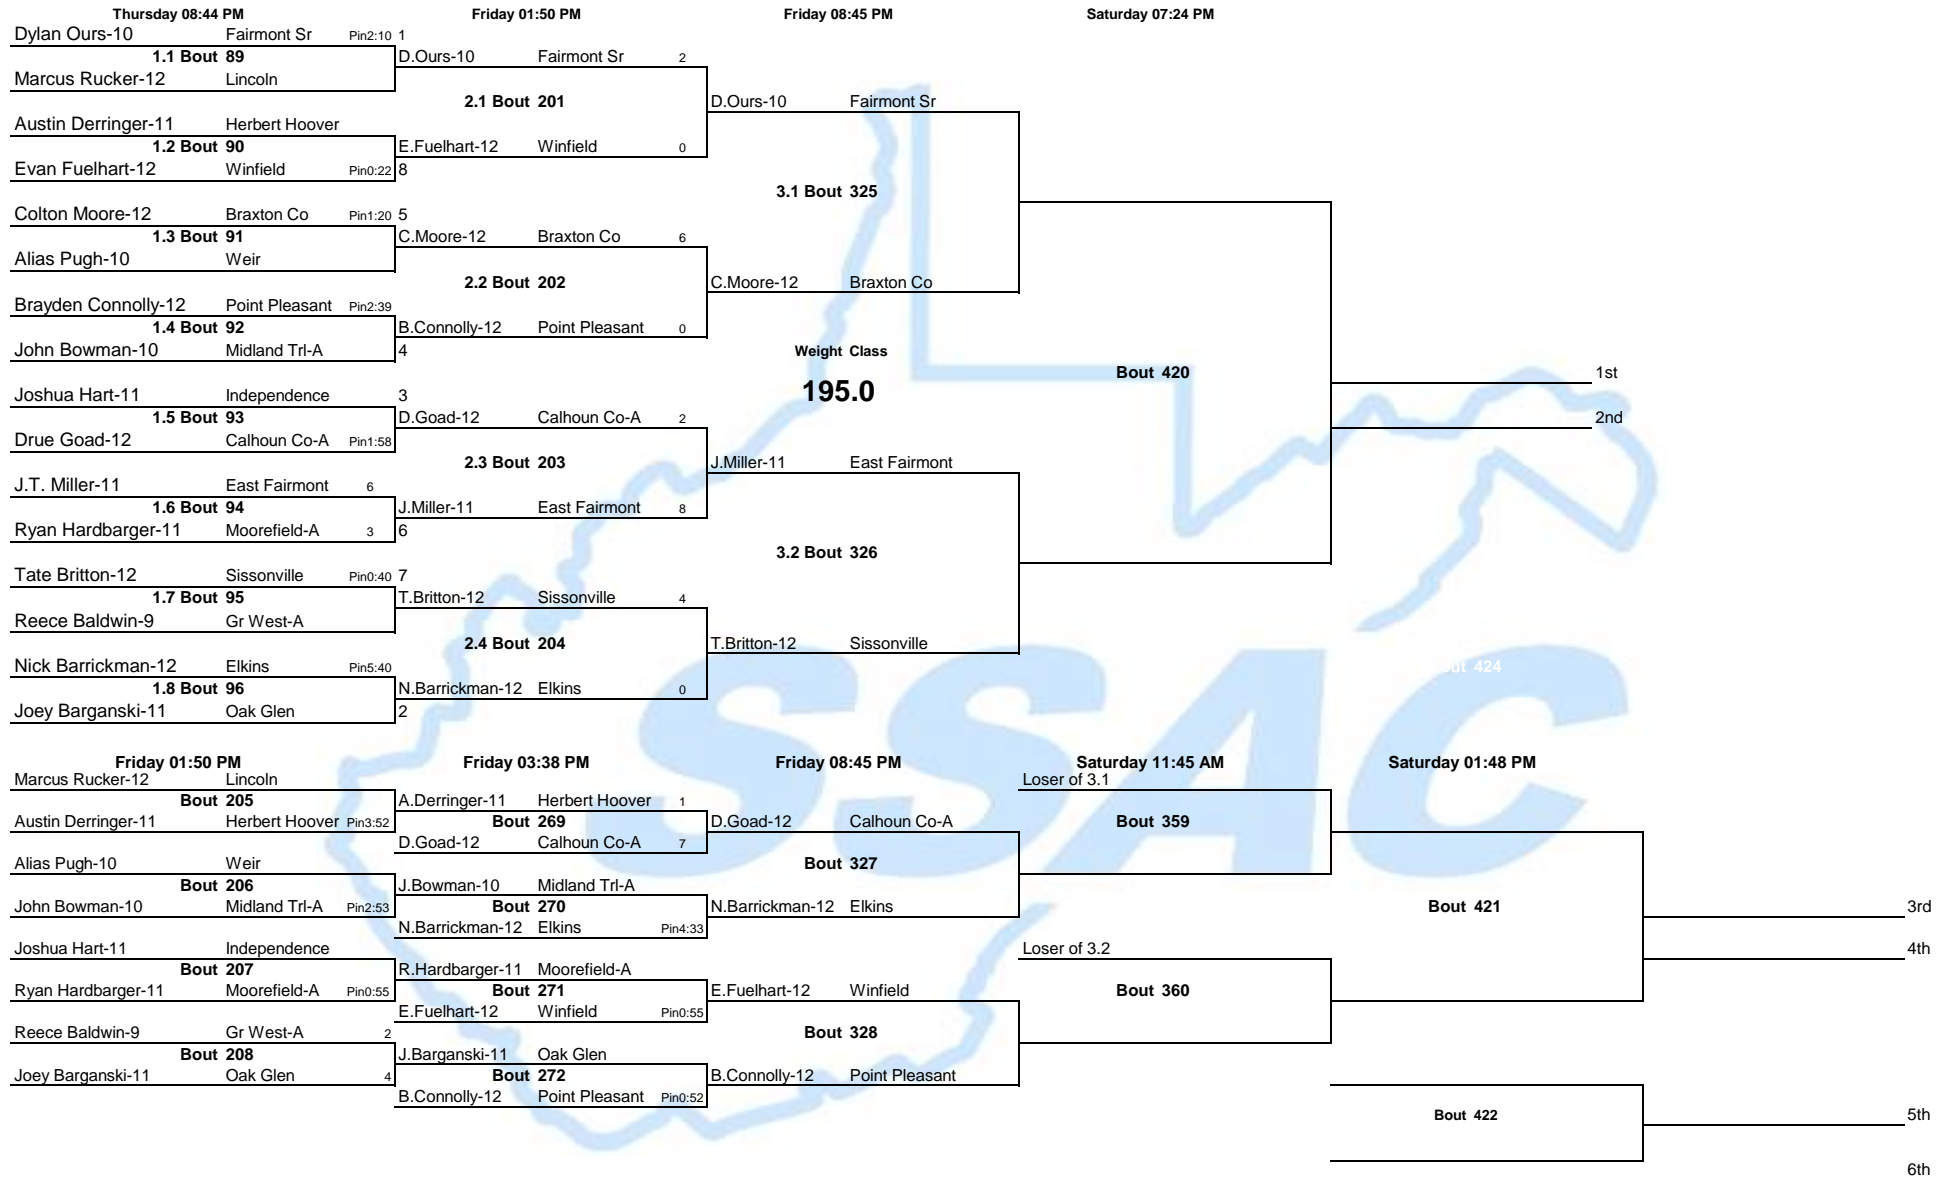 Thursday 08:44 PM Friday 01:50 PM Friday 08:45 PM Saturday 07:24 PM
Dylan Ours-10 Fairmont Sr Pin2:10 1
1.1 Bout 89 D.Ours-10 Fairmont Sr 2
Marcus Rucker-12 Lincoln
2.1 Bout 201 D.Ours-10 Fairmont Sr
Austin Derringer-11 Herbert Hoover
1.2 Bout 90 E.Fuelhart-12 Winfield 0
Evan Fuelhart-12 Winfield Pin0:22 8
3.1 Bout 325
Colton Moore-12 Braxton Co Pin1:20 5
1.3 Bout 91 C.Moore-12 Braxton Co 6
Alias Pugh-10 Weir
2.2 Bout 202 C.Moore-12 Braxton Co
Brayden Connolly-12 Point Pleasant Pin2:39
1.4 Bout 92 B.Connolly-12 Point Pleasant 0
John Bowman-10 Midland Trl-A 4 Weight Class
Bout 420 1st
Joshua Hart-11 Independence 3 195.0
1.5 Bout 93 D.Goad-12 Calhoun Co-A 2 2nd
Drue Goad-12 Calhoun Co-A Pin1:58
2.3 Bout 203 J.Miller-11 East Fairmont
J.T. Miller-11 East Fairmont 6
1.6 Bout 94 J.Miller-11 East Fairmont 8
Ryan Hardbarger-11 Moorefield-A 3 6
3.2 Bout 326
Tate Britton-12 Sissonville Pin0:40 7
1.7 Bout 95 T.Britton-12 Sissonville 4
Reece Baldwin-9 Gr West-A
2.4 Bout 204 T.Britton-12 Sissonville
Nick Barrickman-12 Elkins Pin5:40 424
1.8 Bout 96 N.Barrickman-12 Elkins 0
Joey Barganski-11 Oak Glen 2
SSAC
Friday 01:50 PM Friday 03:38 PM Friday 08:45 PM Saturday 11:45 AM Saturday 01:48 PM
Marcus Rucker-12 Lincoln Loser of 3.1
Bout 205 A.Derringer-11 Herbert Hoover 1
Austin Derringer-11 Herbert Hoover Pin3:52 Bout 269 D.Goad-12 Calhoun Co-A Bout 359
D.Goad-12 Calhoun Co-A 7
Alias Pugh-10 Weir Bout 327
Bout 206 J.Bowman-10 Midland Trl-A
John Bowman-10 Midland Trl-A Pin2:53 Bout 270 N.Barrickman-12 Elkins Bout 421 3rd
N.Barrickman-12 Elkins Pin4:33
Joshua Hart-11 Independence Loser of 3.2 4th
Bout 207 R.Hardbarger-11 Moorefield-A
Ryan Hardbarger-11 Moorefield-A Pin0:55 Bout 271 E.Fuelhart-12 Winfield Bout 360
E.Fuelhart-12 Winfield Pin0:55
Reece Baldwin-9 Gr West-A 2 Bout 328
Bout 208 J.Barganski-11 Oak Glen
Joey Barganski-11 Oak Glen 4 Bout 272 B.Connolly-12 Point Pleasant
B.Connolly-12 Point Pleasant Pin0:52
Bout 422 5th
6th